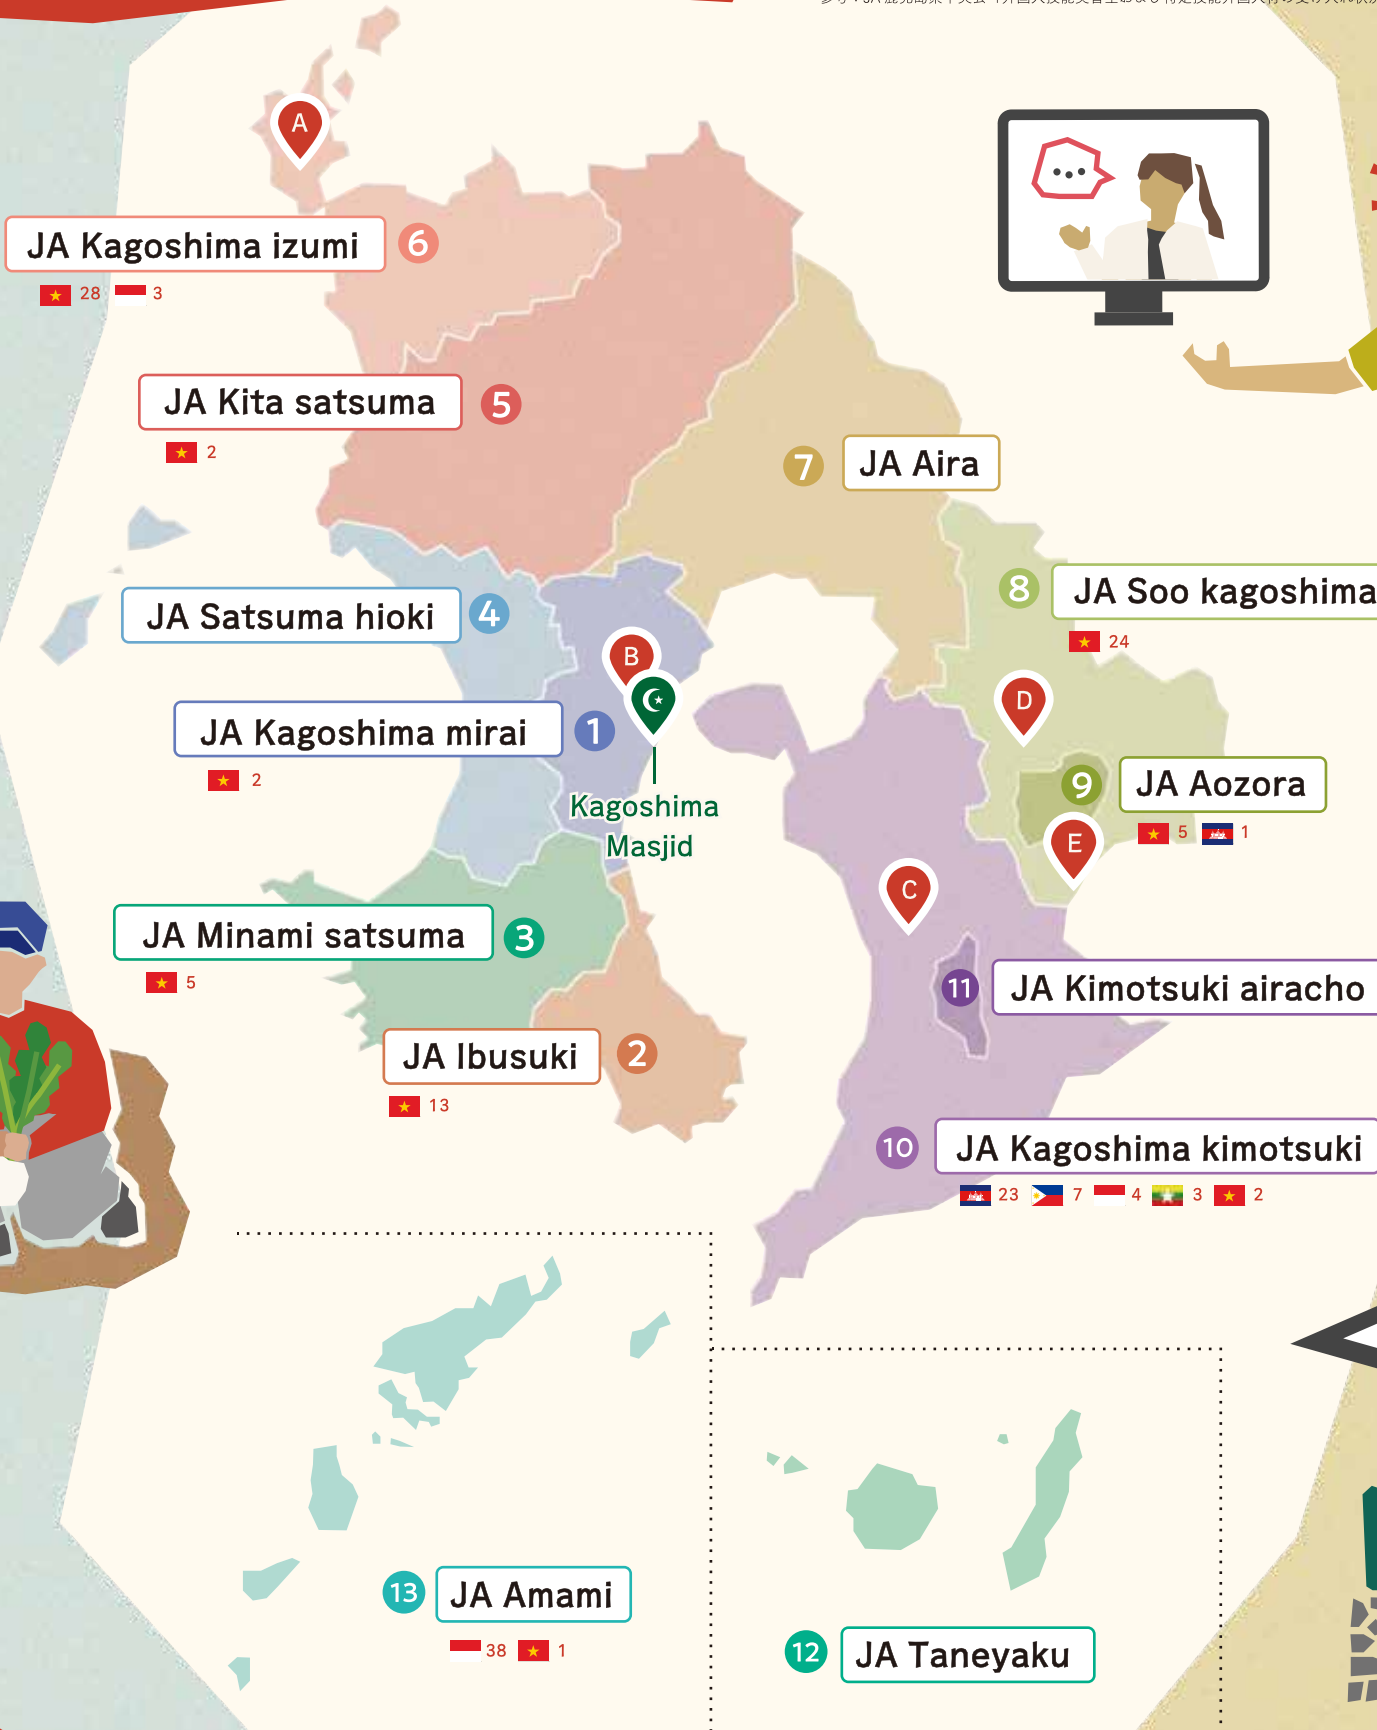 A
JA Kagoshima izumi 6
28 3
JA Kita satsuma 5
2
7 JA Aira
8 JA Soo kagoshima
24
JA Satsuma hioki 4
B
D
JA Kagoshima mirai 1
2
9 JA Aozora
5 1
Kagoshima
Masjid
E
C
JA Minami satsuma 3
5
11 JA Kimotsuki airacho
JA Ibusuki 2
13
10 JA Kagoshima kimotsuki
23 7 4 3 2
13 JA Amami
38 1
12 JA Taneyaku